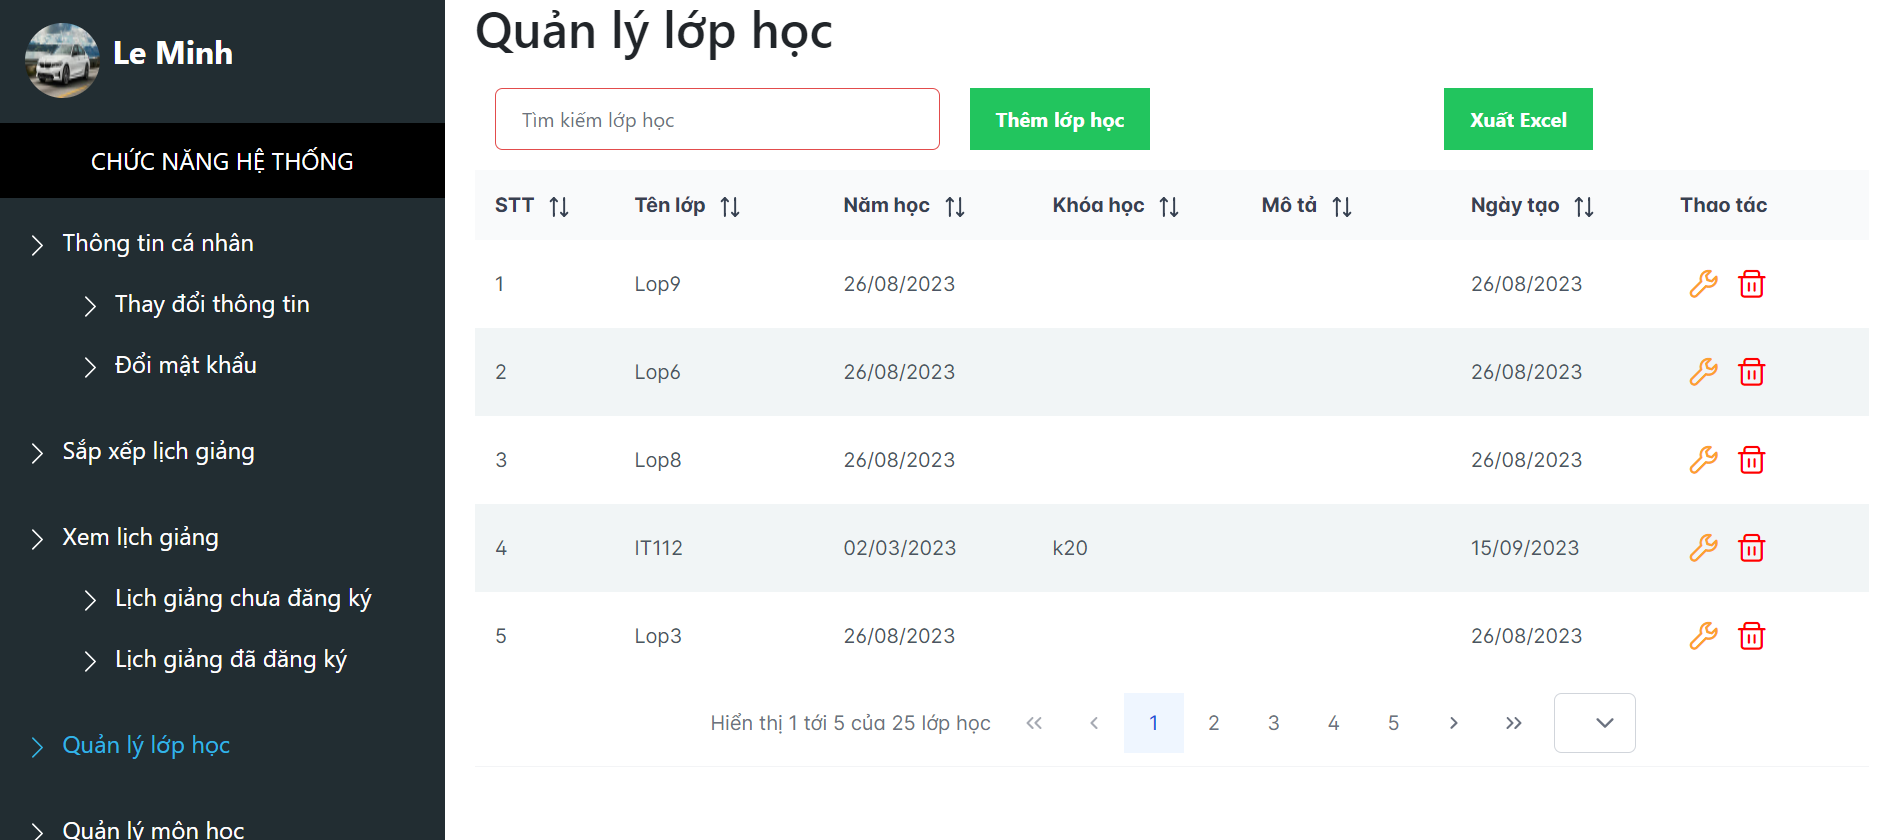 Le Minh
CHỨC NĂNG HỆ THỐNG
Thông tin cá nhân
Thay đổi thông tin
Đổi mật khẩu
Sắp xếp lịch giảng
Xem lịch giảng
Lịch giảng chưa đăng ký
Lịch giảng đã đăng ký
Quản lý lớp học
Quản lý môn học
Quản lý lớp học
Tìm kiếm lớp học Thêm lớp học Xuất Excel
STT Tên lớp Năm học Khóa học Mô tả Ngày tạo Thao tác
1 Lop9 26/08/2023 26/08/2023
2 Lop6 26/08/2023 26/08/2023
3 Lop8 26/08/2023 26/08/2023
4 IT112 02/03/2023 k20 15/09/2023
5 Lop3 26/08/2023 26/08/2023
Hiển thị 1 tới 5 của 25 lớp học 1 2 3 4 5